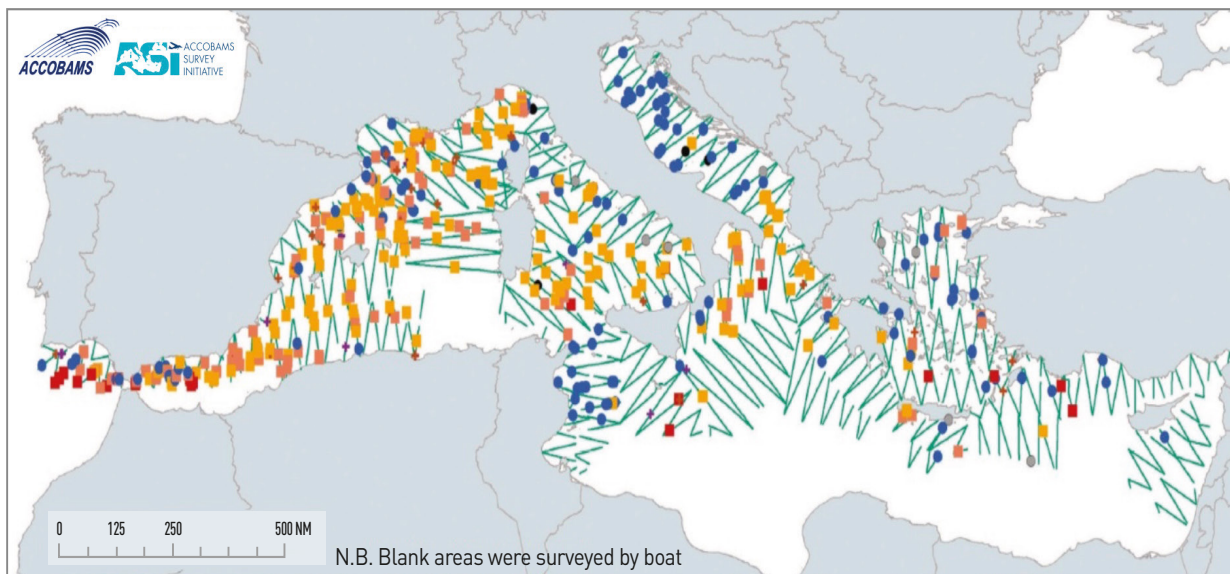 ACCOBAMS
ASI
ACCOBAMS
SURVEY
INITIATIVE
0 125 250 500 NM
N.B. Blank areas were surveyed by boat